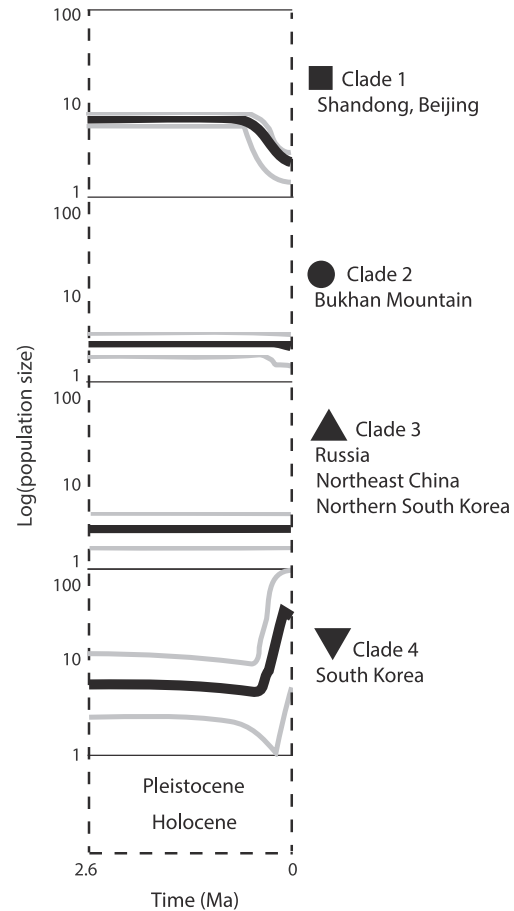 100
10
1
Clade 1
Shandong, Beijing
100
10
1
Clade 2
Bukhan Mountain
100
10
1
Clade 3
Russia
Northeast China
Northern South Korea
100
10
1
Clade 4
South Korea
Log(population size)
Pleistocene
Holocene
2.6 0
Time (Ma)